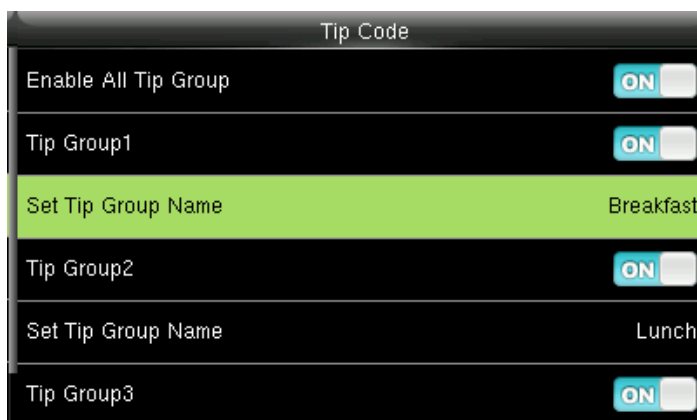 Tip Code
Enable All Tip Group ON
Tip Group1 ON
Set Tip Group Name Breakfast
Tip Group2 ON
Set Tip Group Name Lunch
Tip Group3 ON